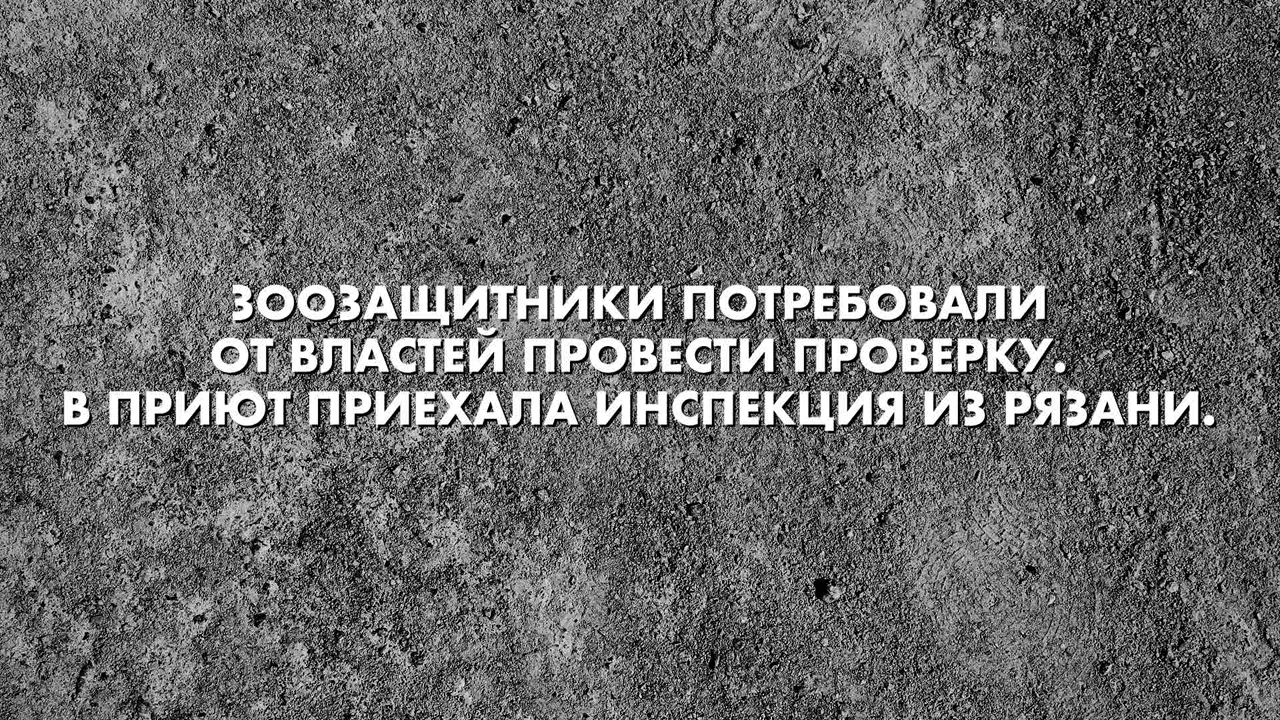 ЗООЗАЩИТНИКИ ПОТРЕБОВАЛИ
ОТ ВЛАСТЕЙ ПРОВЕСТИ ПРОВЕРКУ.
В ПРИЮТ ПРИЕХАЛА ИНСПЕКЦИЯ ИЗ РЯЗАНИ.